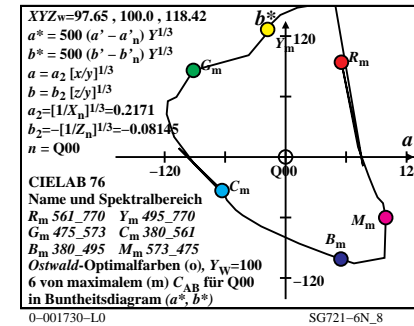 XYZw=97.65, 100.0, 118.42
a* = 500 (a’ - a’n) Y1/3
b* = 500 (b’ - b’n) Y1/3
a = a2 [x/y]1/3
b = b2 [z/y]1/3
a2=[1/Xn]1/3=0.2171
b2=-[1/Zn]1/3=-0.08145
n = Q00
b*
120
Ym
Gm
Rm
a
-120
Q00
12
CIELAB 76
Name und Spektralbereich
Rm 561_770 Ym 495_770
Gm 475_573 Cm 380_561
Bm 380_495 Mm 573_475
Ostwald-Optimalfarben (o), YW=100
6 von maximalem (m) CAB für Q00
in Buntheitsdiagram (a*, b*)
Cm
Mm
Bm
-120
0-001730-L0
SG721-6N_8